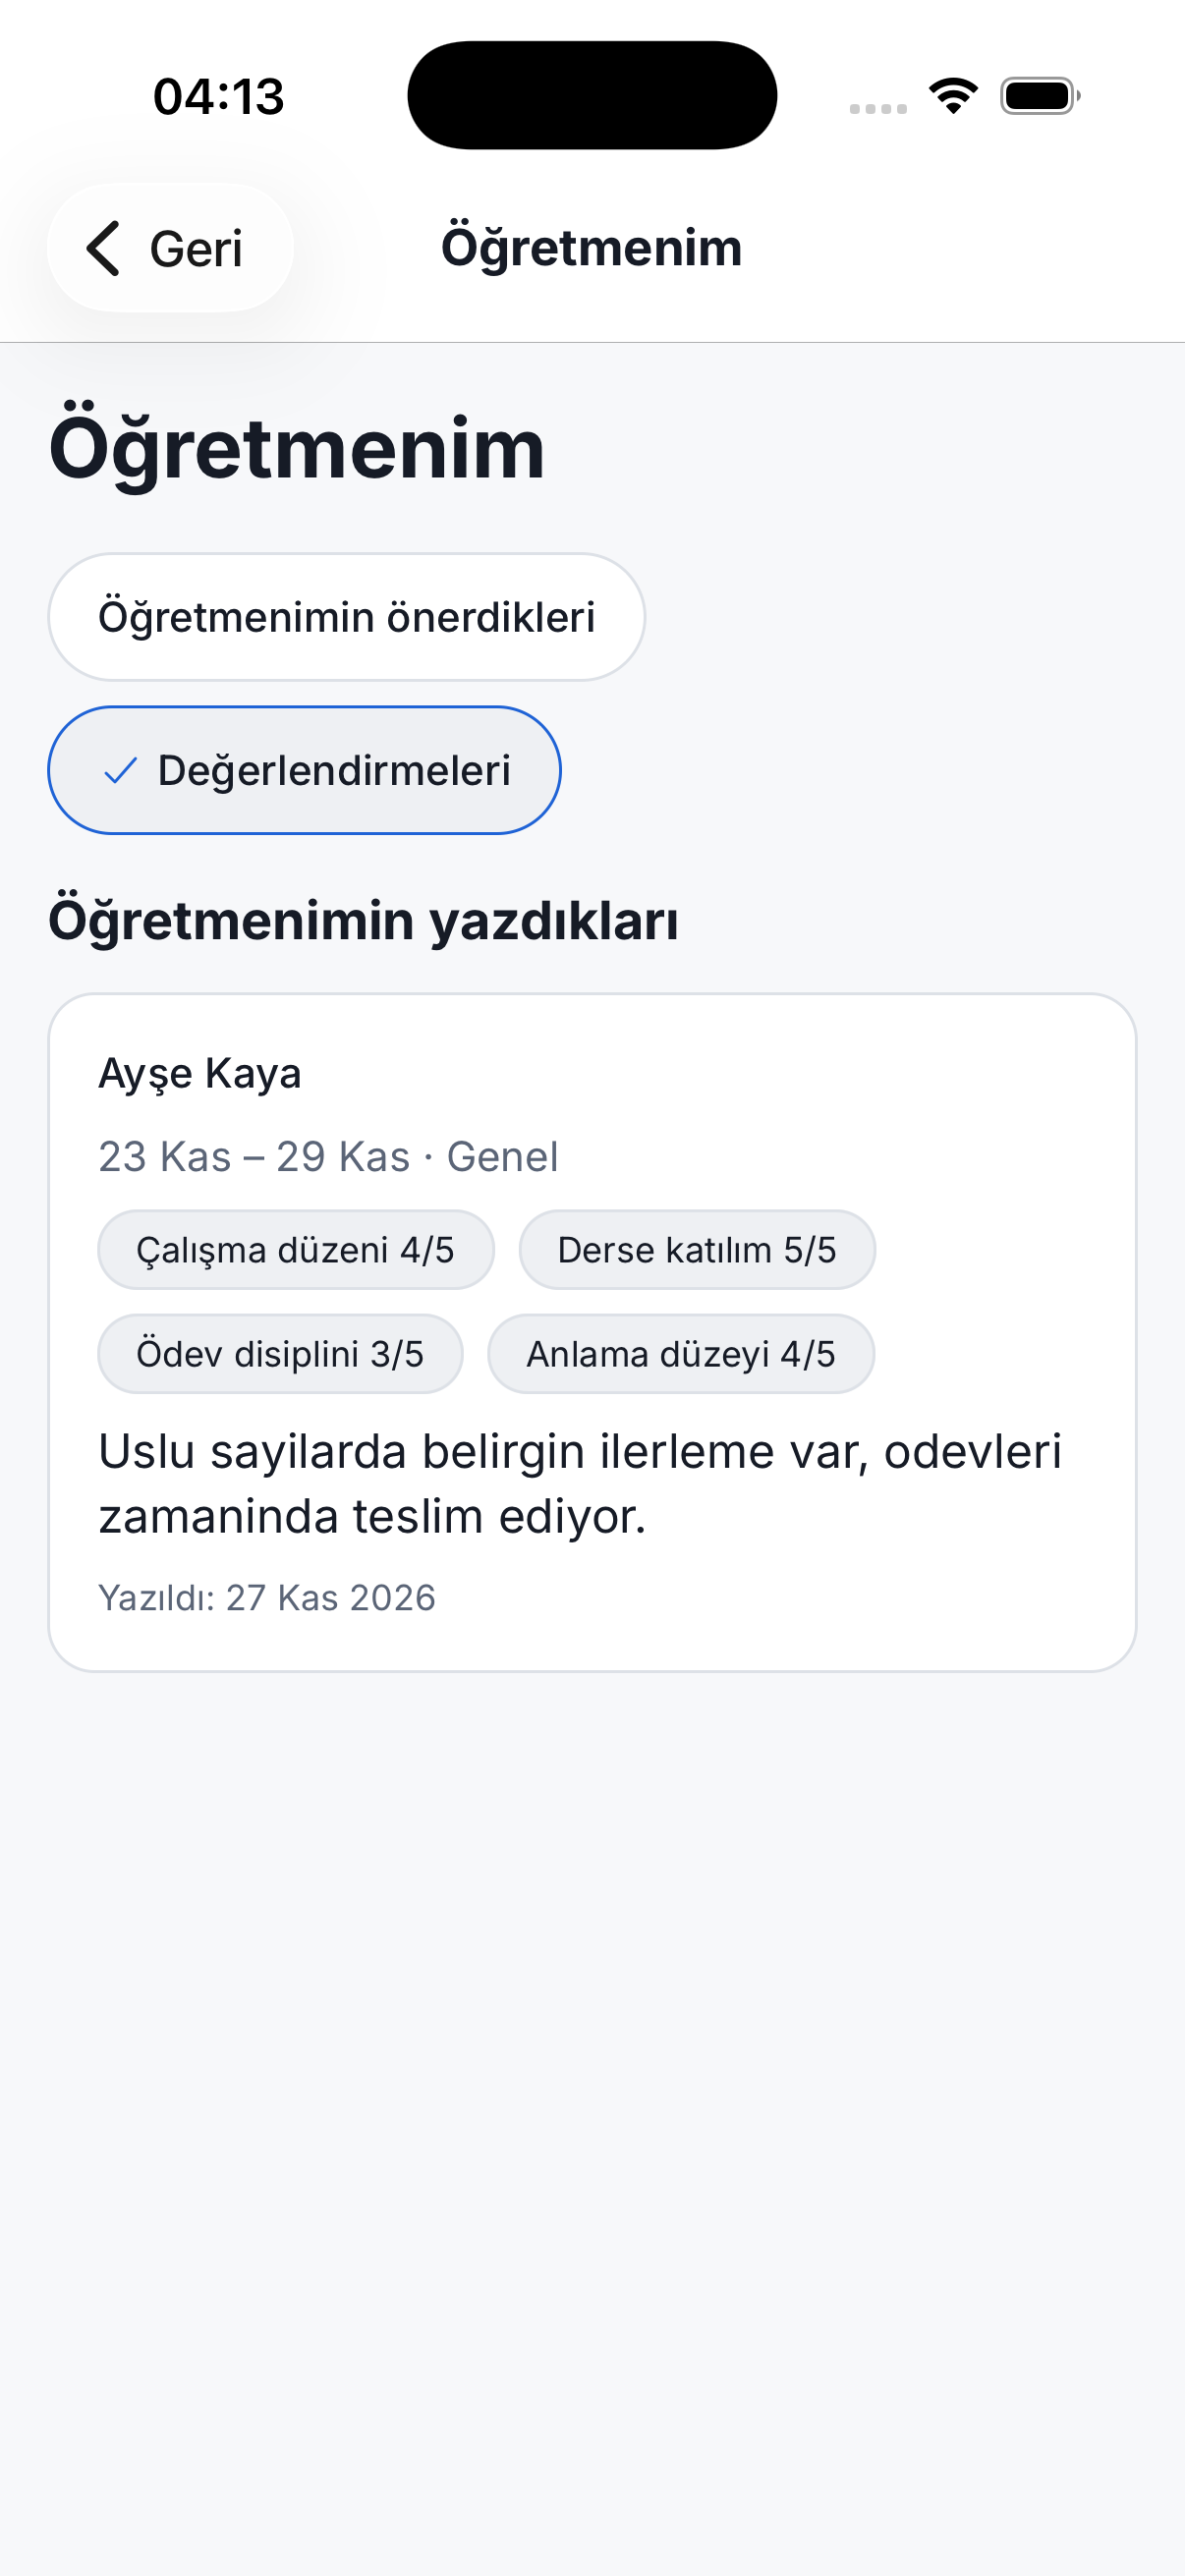 04:13
Geri
Öğretmenim
Öğretmenim
Öğretmenimin önerdikleri
Değerlendirmeleri
Öğretmenimin yazdıkları
Ayşe Kaya
23 Kas – 29 Kas · Genel
Çalışma düzeni 4/5
Derse katılım 5/5
Ödev disiplini 3/5
Anlama düzeyi 4/5
Uslu sayilarda belirgin ilerleme var, odevleri
zamaninda teslim ediyor.
Yazıldı: 27 Kas 2026